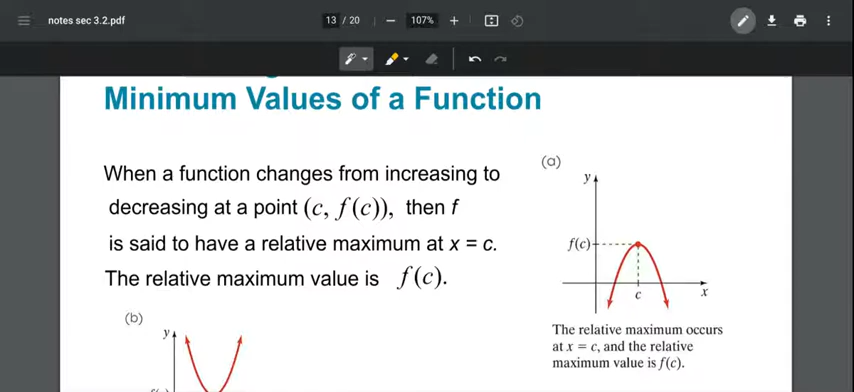 notes sec 3.2.pdf
13 / 20
107%
Minimum Values of a Function
When a function changes from increasing to
decreasing at a point (c, f(c)), then f
is said to have a relative maximum at x = c.
The relative maximum value is f(c).
(a)
y
f(c)
c
x
The relative maximum occurs
at x = c, and the relative
maximum value is f(c).
(b)
y